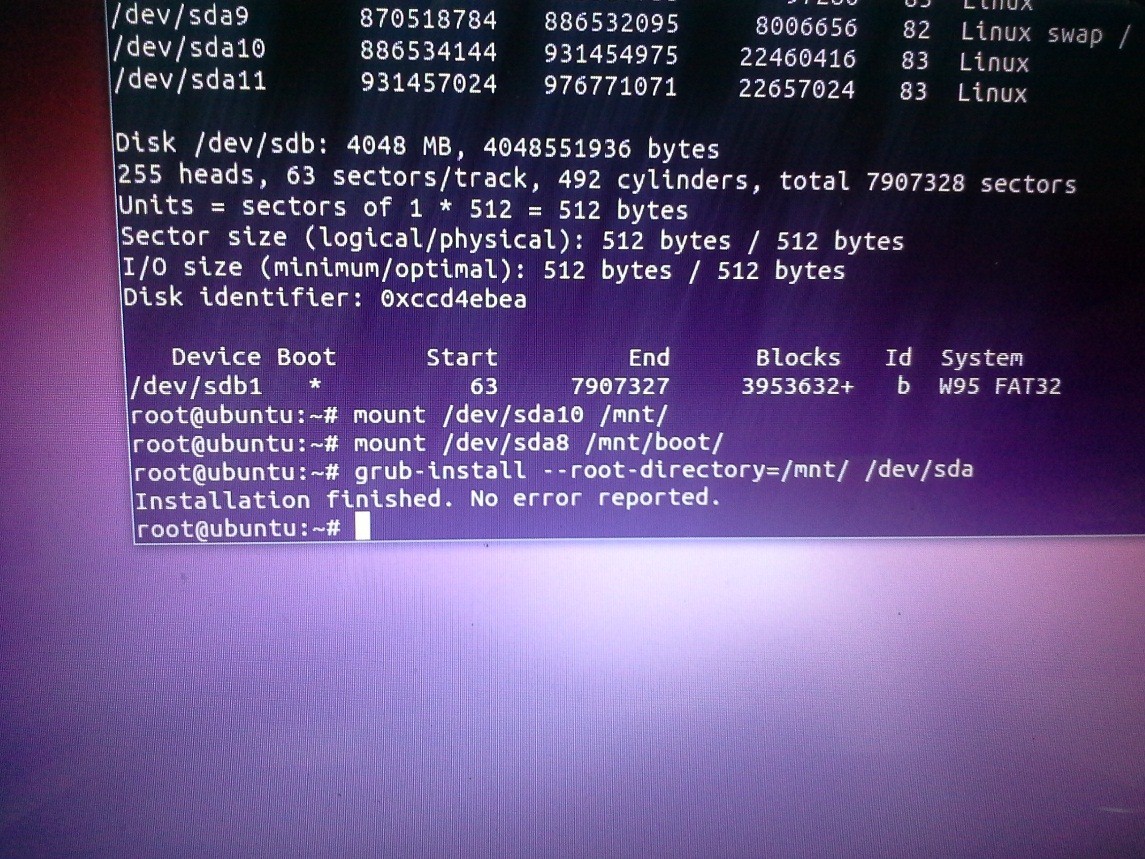 83 Linux
/dev/sda9 870518784 886532095 8006656 82 Linux swap /
/dev/sda10 886534144 931454975 22460416 83 Linux
/dev/sda11 931457024 976771071 22657024 83 Linux
Disk /dev/sdb: 4048 MB, 4048551936 bytes
255 heads, 63 sectors/track, 492 cylinders, total 7907328 sectors
Units = sectors of 1 * 512 = 512 bytes
Sector size (logical/physical): 512 bytes / 512 bytes
I/O size (minimum/optimal): 512 bytes / 512 bytes
Disk identifier: 0xccd4ebea
Device Boot Start End Blocks Id System
/dev/sdb1 * 63 7907327 3953632+ b W95 FAT32
root@ubuntu:~# mount /dev/sda10 /mnt/
root@ubuntu:~# mount /dev/sda8 /mnt/boot/
root@ubuntu:~# grub-install --root-directory=/mnt/ /dev/sda
Installation finished. No error reported.
root@ubuntu:~#